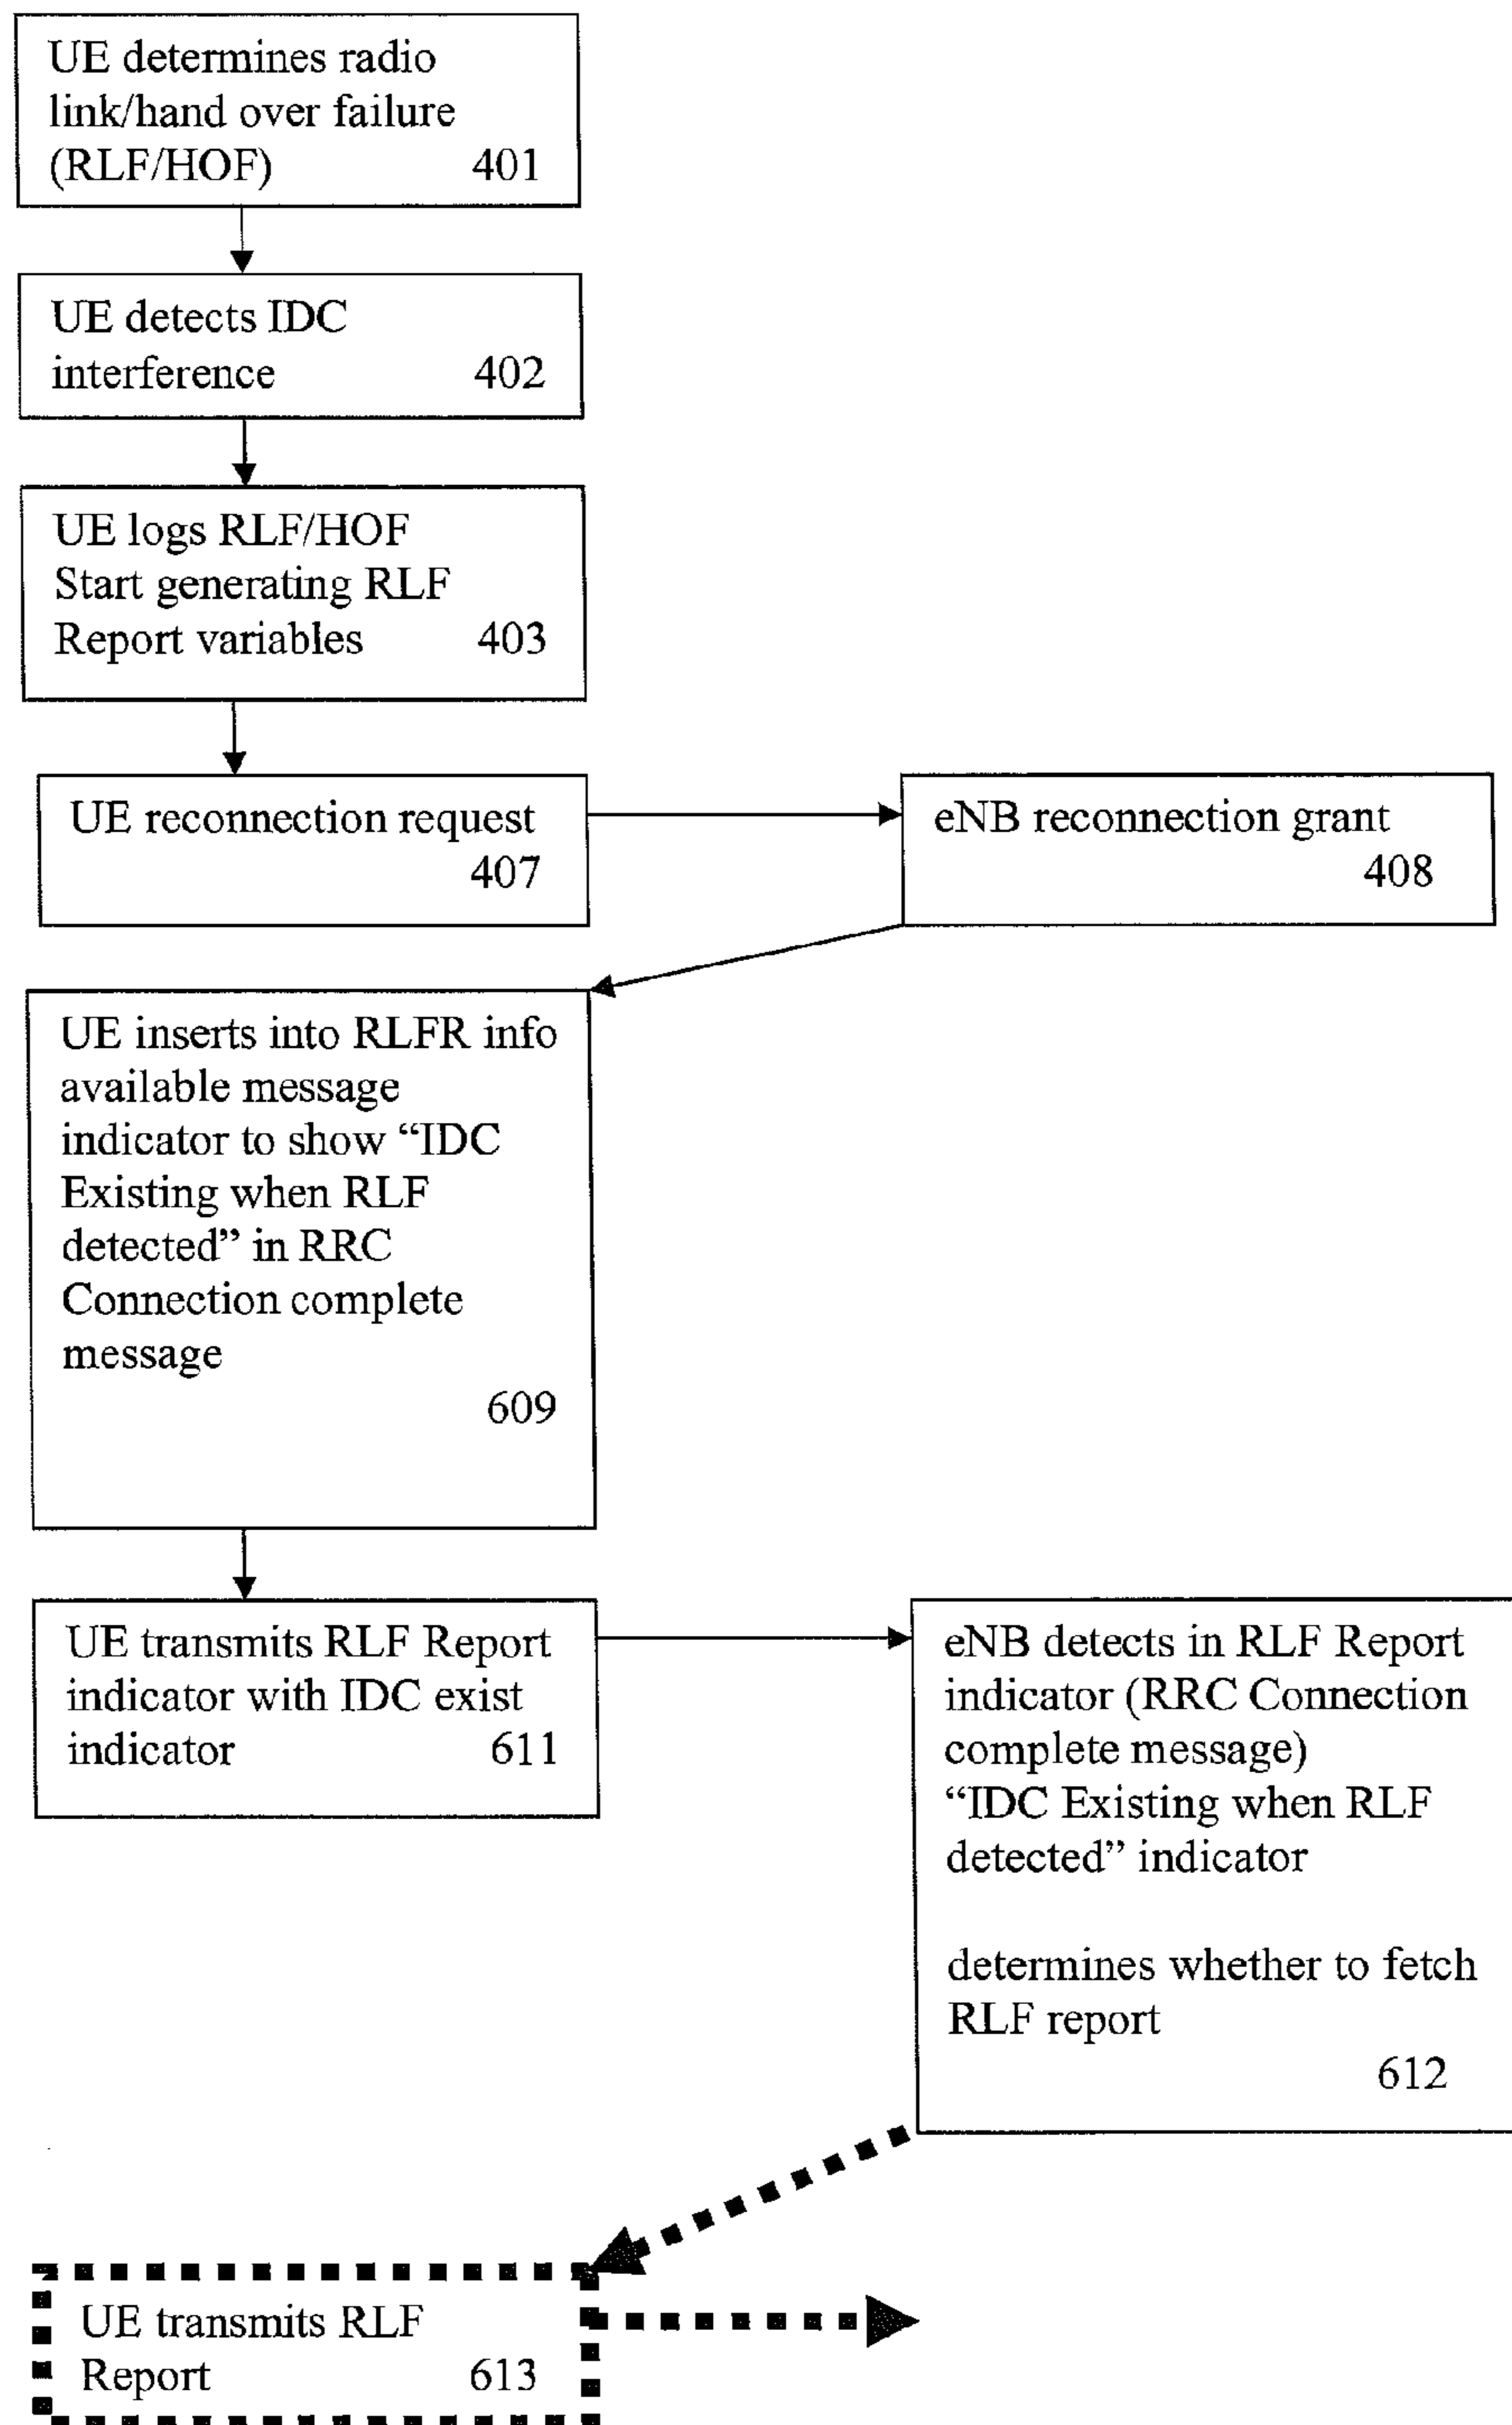 UE determines radio
link/hand over failure
(RLF/HOF) 401
UE detects IDC
interference 402
UE logs RLF/HOF
Start generating RLF
Report variables 403
UE reconnection request
407
eNB reconnection grant
408
UE inserts into RLFR info
available message
indicator to show “IDC
Existing when RLF
detected” in RRC
Connection complete
message
609
UE transmits RLF Report
indicator with IDC exist
indicator 611
eNB detects in RLF Report
indicator (RRC Connection
complete message)
“IDC Existing when RLF
detected” indicator
determines whether to fetch
RLF report
612
UE transmits RLF
Report 613